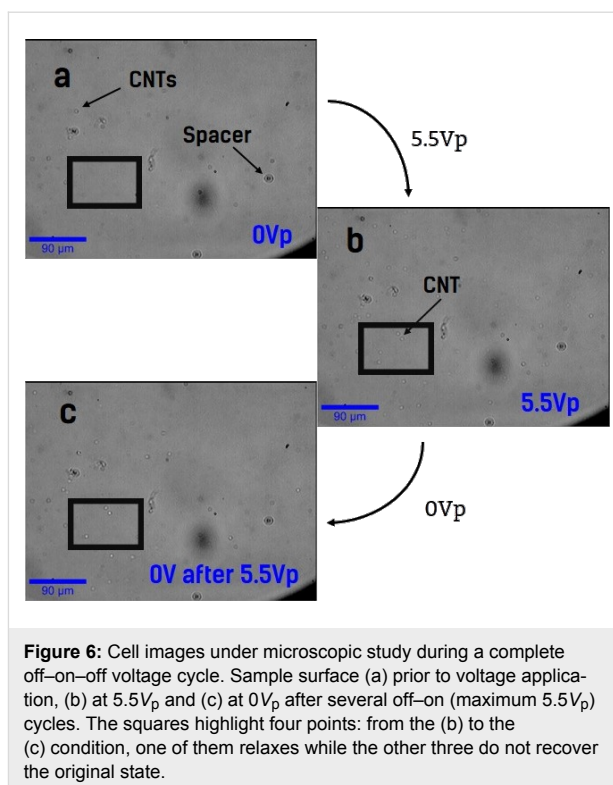 a
CNTs
Spacer
90 µm
0Vp
5.5Vp
b
CNT
90 µm
5.5Vp
0Vp
c
90 µm
0V after 5.5Vp
Figure 6: Cell images under microscopic study during a complete
off–on–off voltage cycle. Sample surface (a) prior to voltage applica-
tion, (b) at 5.5Vp and (c) at 0Vp after several off–on (maximum 5.5Vp)
cycles. The squares highlight four points: from the (b) to the
(c) condition, one of them relaxes while the other three do not recover
the original state.